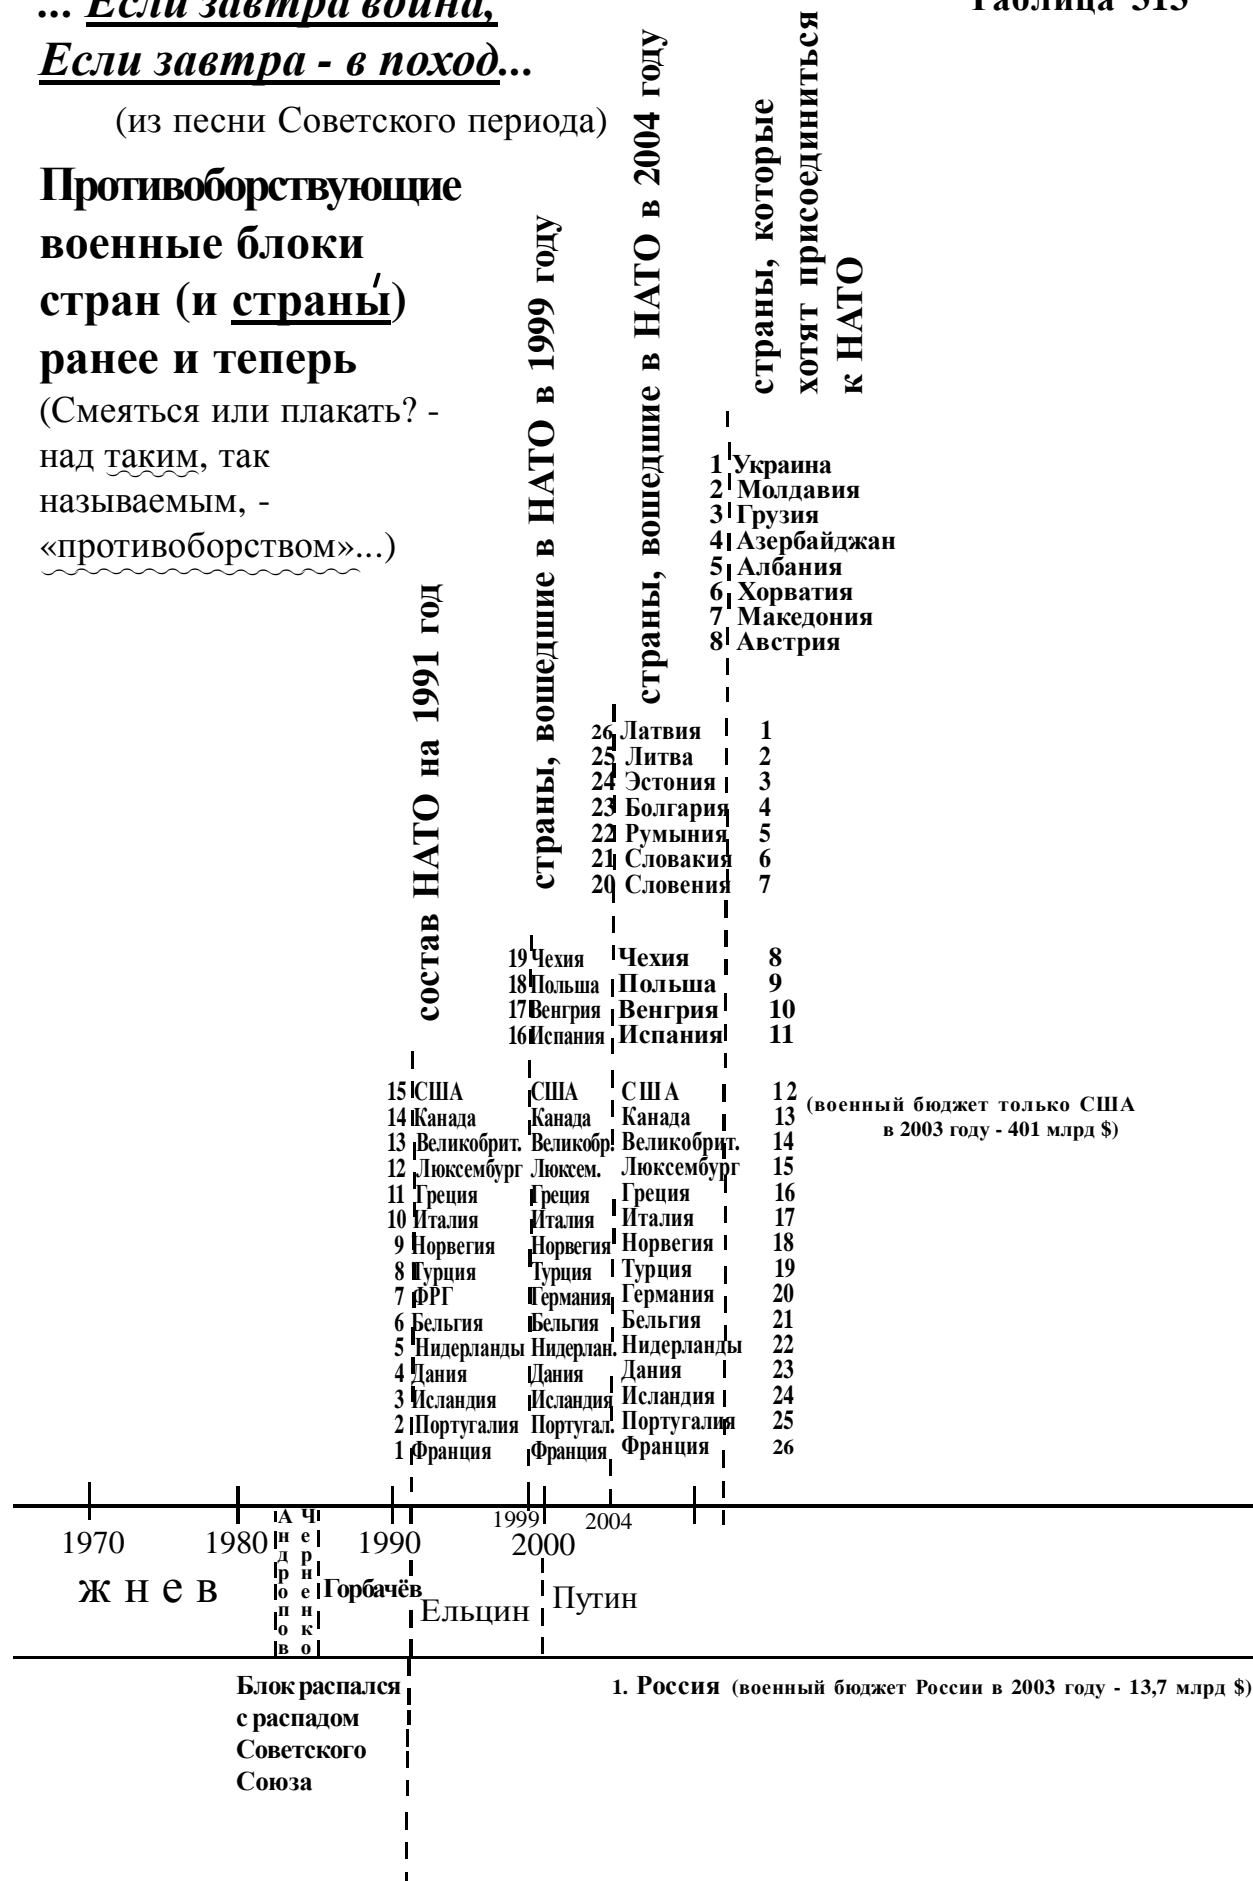 ... Если завтра война,
Таблица 515
Если завтра - в поход...
(из песни Советского периода)
Противоборствующие
военные блоки
стран (и страны́)
ранее и теперь
(Смеяться или плакать? -
над таким, так
называемым, -
«противоборством»...)
состав НАТО на 1991 год
страны, вошедшие в НАТО в 1999 году
страны, вошедшие в НАТО в 2004 году
страны, которые
хотят присоединиться
к НАТО
1 Украина
2 Молдавия
3 Грузия
4 Азербайджан
5 Албания
6 Хорватия
7 Македония
8 Австрия
26 Латвия 1
25 Литва 2
24 Эстония 3
23 Болгария 4
22 Румыния 5
21 Словакия 6
20 Словения 7
19 Чехия Чехия 8
18 Польша Польша 9
17 Венгрия Венгрия 10
16 Испания Испания 11
15 США США США 12 (военный бюджет только США
в 2003 году - 401 млрд $)
14 Канада Канада Канада 13
13 Великобрит. Великобр. Великобрит. 14
12 Люксембург Люксем. Люксембург 15
11 Греция Греция Греция 16
10 Италия Италия Италия 17
9 Норвегия Норвегия Норвегия 18
8 Турция Турция Турция 19
7 ФРГ Германия Германия 20
6 Бельгия Бельгия Бельгия 21
5 Нидерланды Нидерлан. Нидерланды 22
4 Дания Дания Дания 23
3 Исландия Исландия Исландия 24
2 Португалия Португал. Португалия 25
1 Франция Франция Франция 26
1970 1980 1990 1999 2000 2004
жнев
Андропов
Черненко
Горбачёв
Ельцин
Путин
Блок распался
с распадом
Советского
Союза
1. Россия (военный бюджет России в 2003 году - 13,7 млрд $)